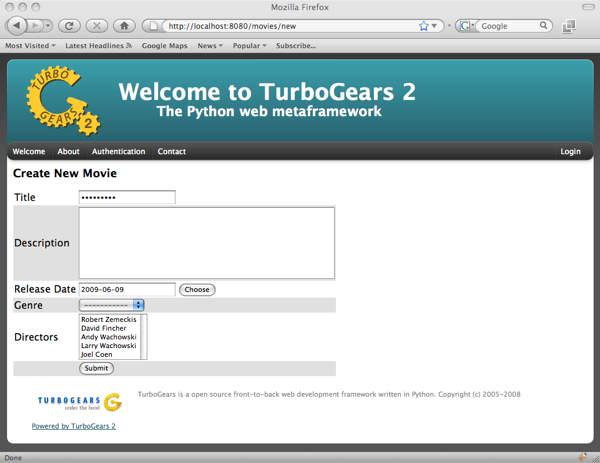 Mozilla Firefox
http://localhost:8080/movies/new
Google
Most Visited Latest Headlines Google Maps News Popular Subscribe...
TURBO GEARS 2
Welcome to TurboGears 2
The Python web metaframework
Welcome About Authentication Contact Login
Create New Movie
Title •••••••••
Description
Release Date 2009-06-09 Choose
Genre -----------
Directors
Robert Zemeckis
David Fincher
Andy Wachowski
Larry Wachowski
Joel Coen
Submit
TURBOGEARS
under the hood
TurboGears is a open source front-to-back web development framework written in Python. Copyright (c) 2005-2008
Powered by TurboGears 2
Done